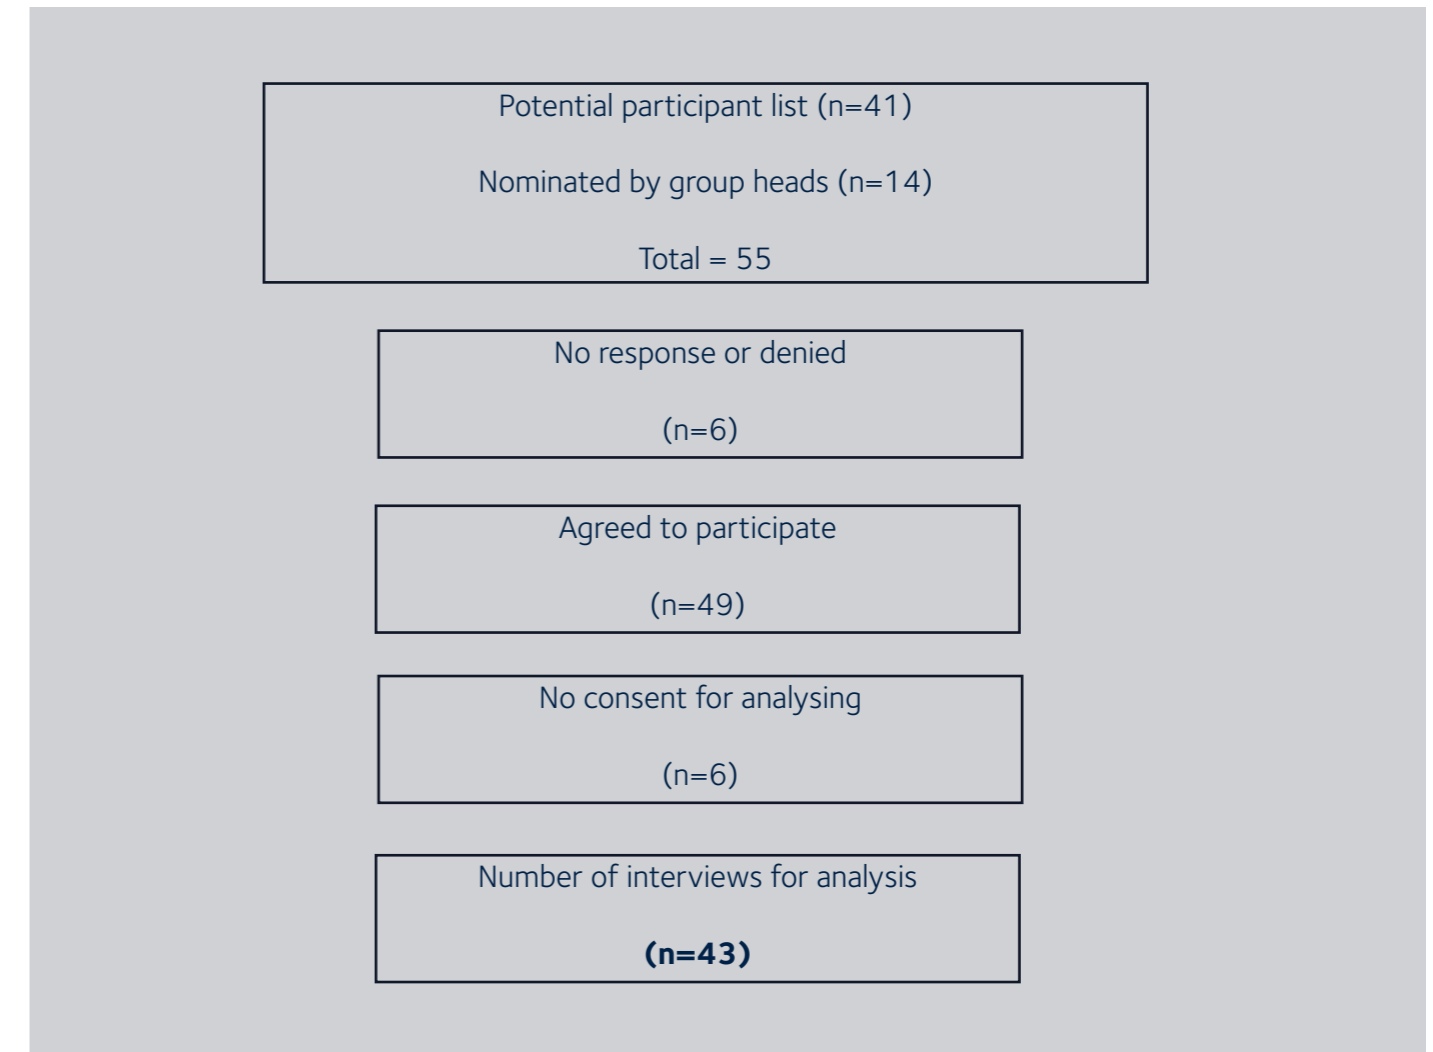 Potential participant list (n=41)
Nominated by group heads (n=14)
Total = 55
No response or denied
(n=6)
Agreed to participate
(n=49)
No consent for analysing
(n=6)
Number of interviews for analysis
(n=43)